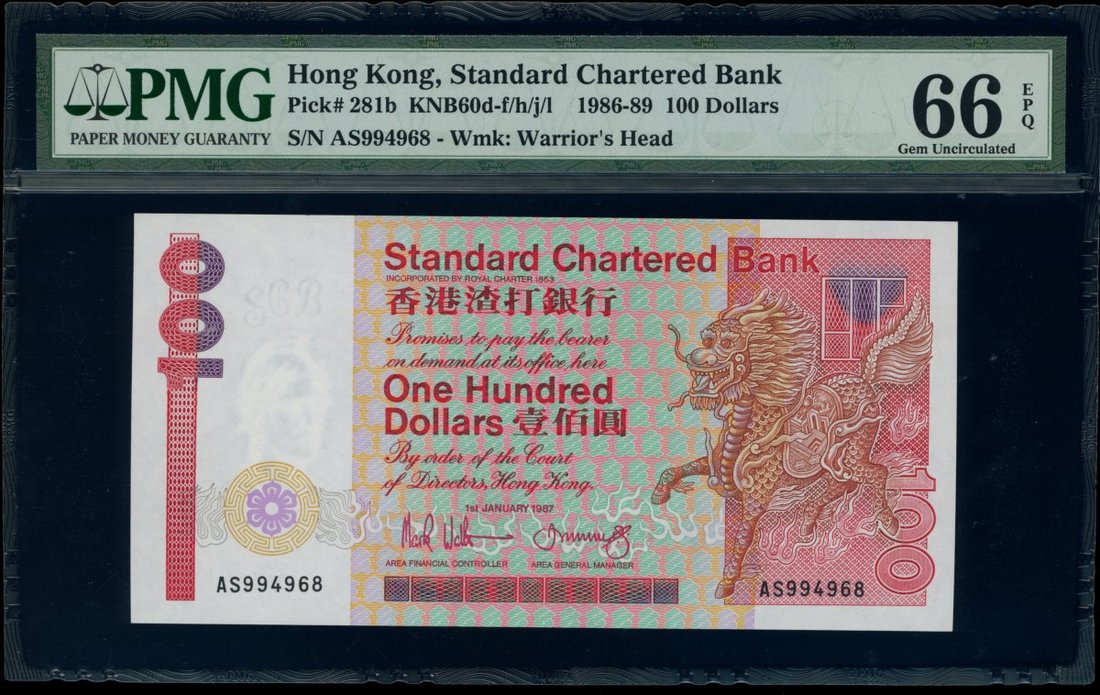 PMG
PAPER MONEY GUARANTY
Hong Kong, Standard Chartered Bank
Pick# 281b KNB60d-f/h/j/l 1986-89 100 Dollars
S/N AS994968 - Wmk: Warrior's Head
66
EPQ
Gem Uncirculated
100
SCB
Standard Chartered Bank
INCORPORATED BY ROYAL CHARTER 1853
香港渣打銀行
Promises to pay the bearer
on demand at its office here
One Hundred
Dollars 壹佰圓
By order of the Court
of Directors, Hong Kong.
1st JANUARY 1987
AREA FINANCIAL CONTROLLER AREA GENERAL MANAGER
AS994968
AS994968
100